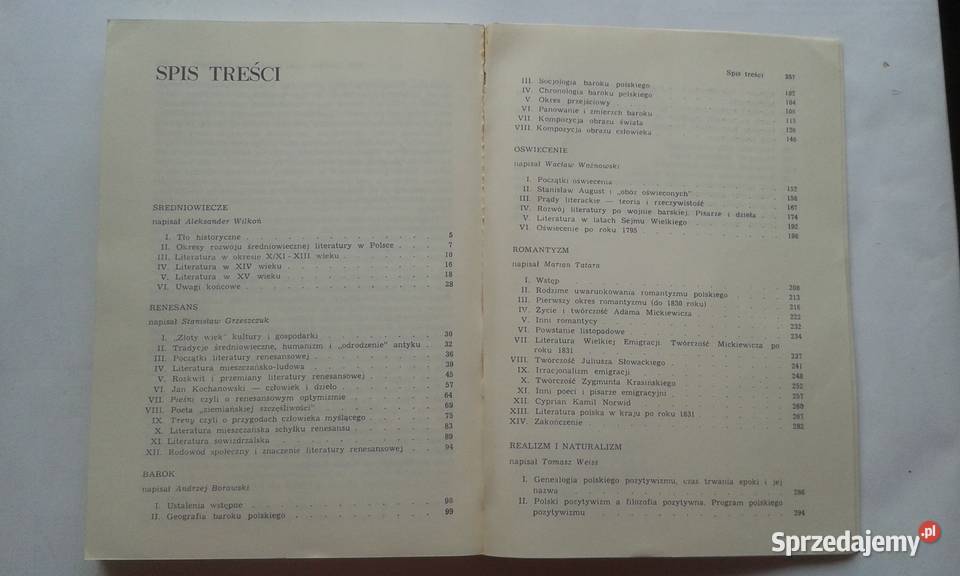 SPIS TREŚCI
ŚREDNIOWIECZE
napisał Aleksander Wilkoń
I. Tło historyczne 5
II. Okresy rozwoju średniowiecznej literatury w Polsce 7
III. Literatura w okresie X/XI - XIII wieku 10
IV. Literatura w XIV wieku 16
V. Literatura w XV wieku 18
VI. Uwagi końcowe 28
RENESANS
napisał Stanisław Grzeszczuk
I. „Złoty wiek" kultury i gospodarki 30
II. Tradycje średniowieczne, humanizm i „odrodzenie" antyku 32
III. Początki literatury renesansowej 36
IV. Literatura mieszczańsko-ludowa 39
V. Rozkwit i przemiany literatury renesansowej 45
VI. Jan Kochanowski — człowiek i dzieło 57
VII. Pieśni czyli o renesansowym optymizmie 64
VIII. Poeta „ziemiańskiej szczęśliwości" 69
IX. Treny czyli o przygodach człowieka myślącego 75
X. Literatura mieszczańska schyłku renesansu 83
XI. Literatura sowizdrzalska 89
XII. Rodowód społeczny i znaczenie literatury renesansowej 94
BAROK
napisał Andrzej Borowski
I. Ustalenia wstępne 98
II. Geografia baroku polskiego 99
Spis treści 357
III. Socjologia baroku polskiego 102
IV. Chronologia baroku polskiego 104
V. Okres przejściowy 108
VI. Panowanie i zmierzch baroku 113
VII. Kompozycja obrazu świata 128
VIII. Kompozycja obrazu człowieka 146
OŚWIECENIE
napisał Wacław Woźnowski
I. Początki oświecenia 152
II. Stanisław August i „obóz oświeconych" 158
III. Prądy literackie — teoria i rzeczywistość 167
IV. Rozwój literatury po wojnie barskiej. Pisarze i dzieła 174
V. Literatura w latach Sejmu Wielkiego 192
VI. Oświecenie po roku 1795 198
ROMANTYZM
napisał Marian Tatara
I. Wstęp 208
II. Rodzime uwarunkowania romantyzmu polskiego 213
III. Pierwszy okres romantyzmu (do 1830 roku) 216
IV. Życie i twórczość Adama Mickiewicza 222
V. Inni romantycy 232
VI. Powstanie listopadowe 234
VII. Literatura Wielkiej Emigracji. Twórczość Mickiewicza po
roku 1831 237
VIII. Twórczość Juliusza Słowackiego 241
IX. Irracjonalizm emigracji 248
X. Twórczość Zygmunta Krasińskiego 252
XI. Inni poeci i pisarze emigracyjni 257
XII. Cyprian Kamil Norwid 260
XIII. Literatura polska w kraju po roku 1831 267
XIV. Zakończenie 282
REALIZM I NATURALIZM
napisał Tomasz Weiss
I. Genealogia polskiego pozytywizmu, czas trwania epoki i jej
nazwa 286
II. Polski pozytywizm a filozofia pozytywna. Program polskiego
pozytywizmu 294
Sprzedajemy.pl